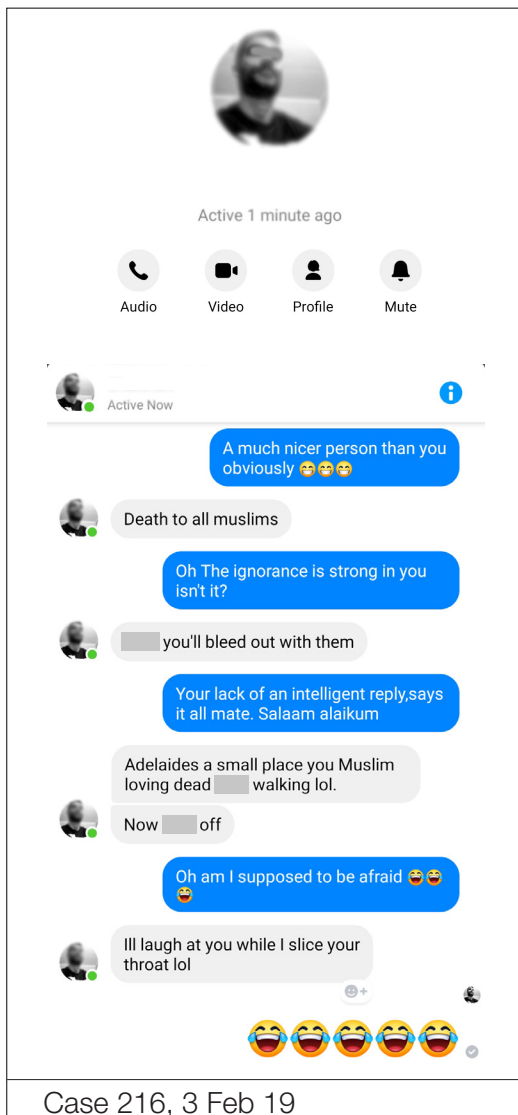 Active 1 minute ago
Audio Video Profile Mute
Active Now
A much nicer person than you
obviously 😁😁😁
Death to all muslims
Oh The ignorance is strong in you
isn't it?
you'll bleed out with them
Your lack of an intelligent reply,says
it all mate. Salaam alaikum
Adelaides a small place you Muslim
loving dead walking lol.
Now off
Oh am I supposed to be afraid 😂😂
😂
Ill laugh at you while I slice your
throat lol
😂😂😂😂😂
Case 216, 3 Feb 19